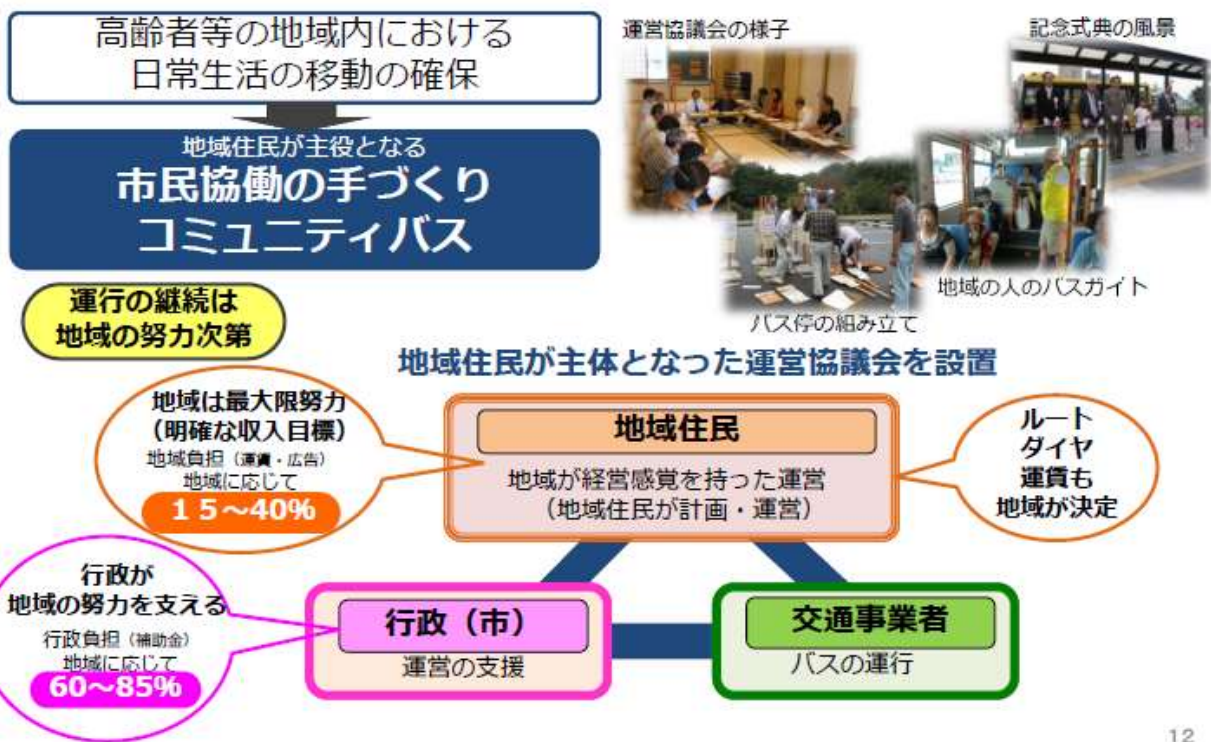 高齢者等の地域内における
日常生活の移動の確保
地域住民が主役となる
市民協働の手づくり
コミュニティバス
運営協議会の様子
記念式典の風景
地域の人のバスガイト
バス停の組み立て
運行の継続は
地域の努力次第
地域住民が主体となった運営協議会を設置
地域は最大限努力
(明確な収入目標)
地域負担(運賃・広告)
地域に応じて
15~40%
地域住民
地域が経営感覚を持った運営
(地域住民が計画・運営)
ルート
ダイヤ
運賃も
地域が決定
行政が
地域の努力を支える
行政負担(補助金)
地域に応じて
60~85%
行政(市)
運営の支援
交通事業者
バスの運行
12